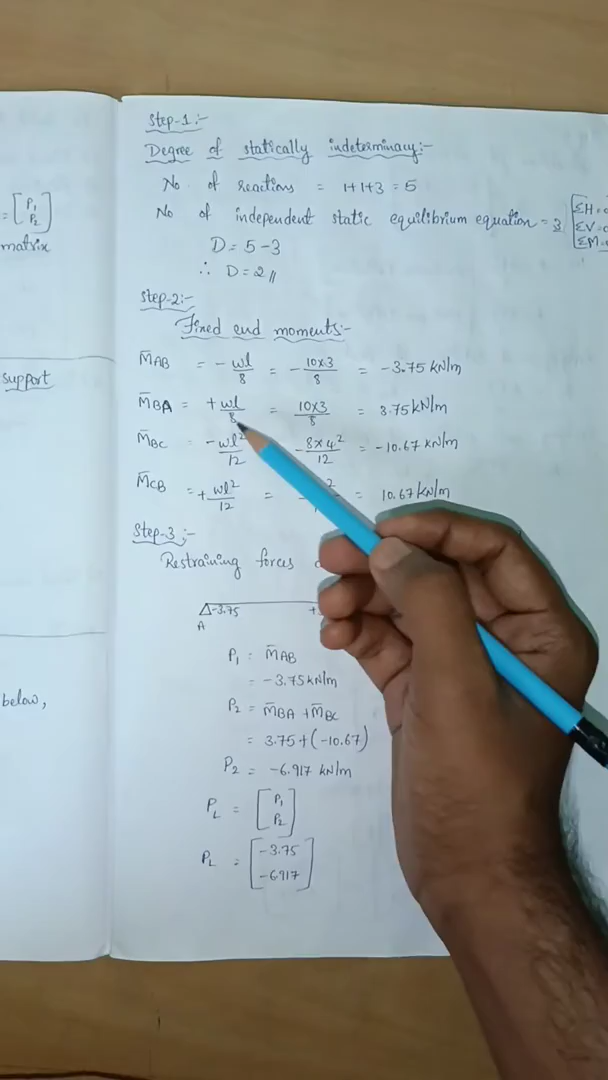 = [P1
P2]
matrix
support
below,
Step-1:-
Degree of statically indeterminacy:-
No of reactions = 1+1+3 = 5
No of independent static equilibrium equation = 3 [ΣH=0
ΣV=0
ΣM=0
D = 5-3
∴ D = 2//
Step-2:-
Fixed end moments:-
M̄AB = - wl/8 = - 10×3/8 = -3.75 kN/m
M̄BA = + wl/8 = 10×3/8 = 3.75 kN/m
M̄BC = - wl²/12 = - 8×4²/12 = -10.67 kN/m
M̄CB = + wl²/12 = = 10.67 kN/m
Step-3:-
Restraining forces
-3.75 +
A
P1 = M̄AB
= -3.75 kN/m
P2 = M̄BA + M̄BC
= 3.75+(-10.67)
P2 = -6.917 kN/m
PL = [P1
P2]
PL = [-3.75
-6.917]